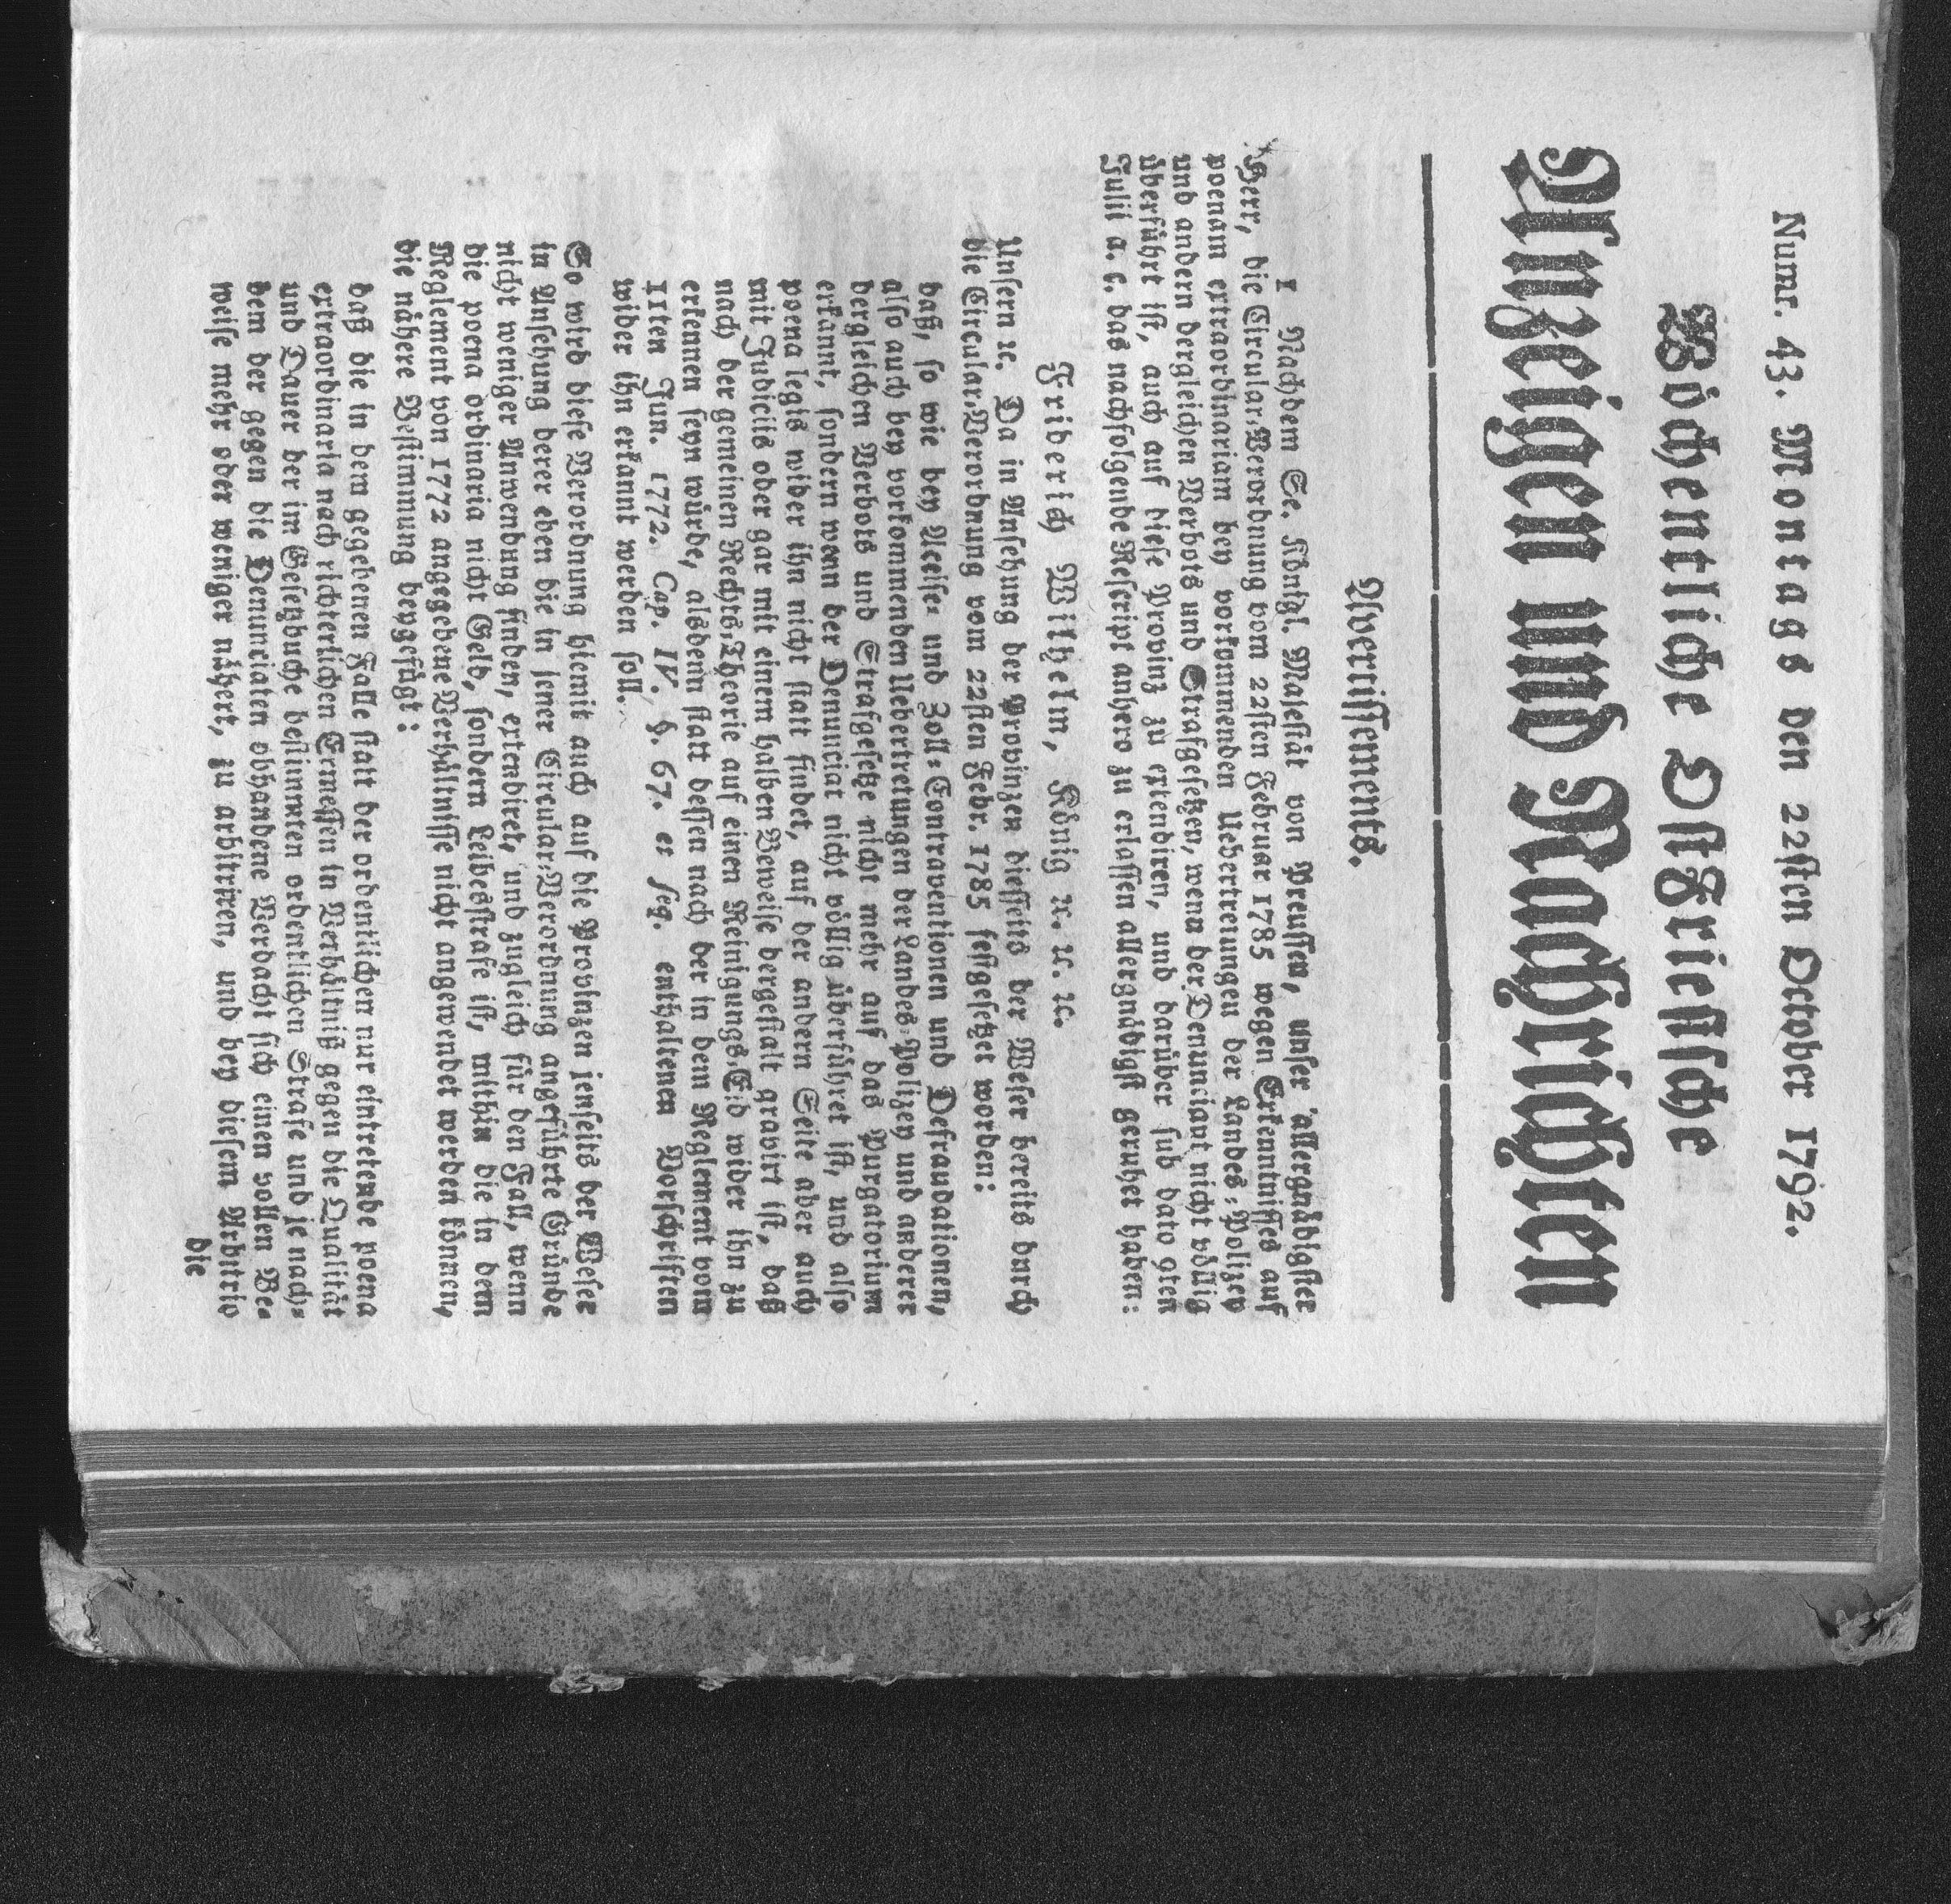 Numr. 43. Montags den 22sten October 1792.
Wöchentliche Ostfriesische
Anzeigen und Nachrichten
Avertissements.
1 Nachdem Se. Königl. Majestät von Preussen, unser allergnädigster
Herr, die Circular-Verordnung vom 22sten Februar 1785 wegen Erkenntnisses auf
poenam extraordinariam bey vorkommenden Uebertretungen der Landes-Polizey
und andern dergleichen Verbots und Strafgesetzen, wenn der Denunciant nicht völlig
überführt ist, auch auf diese Provinz zu extendiren, und darüber sub dato 9ten
Julii a. c. das nachfolgende Rescript anhero zu erlassen allergnädigst geruhet haben:
Friderich Wilhelm, König ꝛc. ꝛc. ꝛc.
Unsern ꝛc. Da in Ansehung der Provinzen diesseits der Weser bereits durch
die Circular-Verordnung vom 22sten Febr. 1785 festgesetzet worden:
daß, so wie bey Accise- und Zoll-Contraventionen und Defraudationen,
also auch bey vorkommenden Uebertretungen der Landes-Polizey und anderer
dergleichen Verbots und Strafgesetze nicht mehr auf das Purgatorium
erkannt, sondern wenn der Denunciat nicht völlig überführet ist, und also
poena legis wider ihn nicht statt findet, auf der andern Seite aber auch
mit Judiciis oder gar mit einem halben Beweise dergestalt gravirt ist, daß
nach der gemeinen Rechts-Theorie auf einen Reinigungs-Eid wider ihn zu
erkennen seyn würde, alsdenn statt dessen nach der in dem Reglement vom
11ten Jun. 1772. Cap. IV. §. 67. et seq. enthaltenen Vorschriften
wider ihn erkannt werden soll.
So wird diese Verordnung hiemit auch auf die Provinzen jenseits der Weser
in Ansehung derer eben die in jener Circular-Verordnung angeführte Gründe
nicht weniger Anwendung finden, extendiret, und zugleich für den Fall, wenn
die poena ordinaria nicht Geld, sondern Leibesstrafe ist, mithin die in dem
Reglement von 1772 angegebene Verhältnisse nicht angewendet werden können,
die nähere Bestimmung beygefügt:
daß die in dem gegebenen Falle statt der ordentlichen nur eintretende poena
extraordinaria nach richterlichen Ermessen in Verhältniß gegen die Qualität
und Dauer der im Gesetzbuche bestimmten ordentlichen Strafe und je nach-
dem der gegen die Denunciaten obhandene Verdacht sich einen vollen Be-
weise mehr oder weniger nähert, zu arbitriren, und bey diesem Arbitrio
die